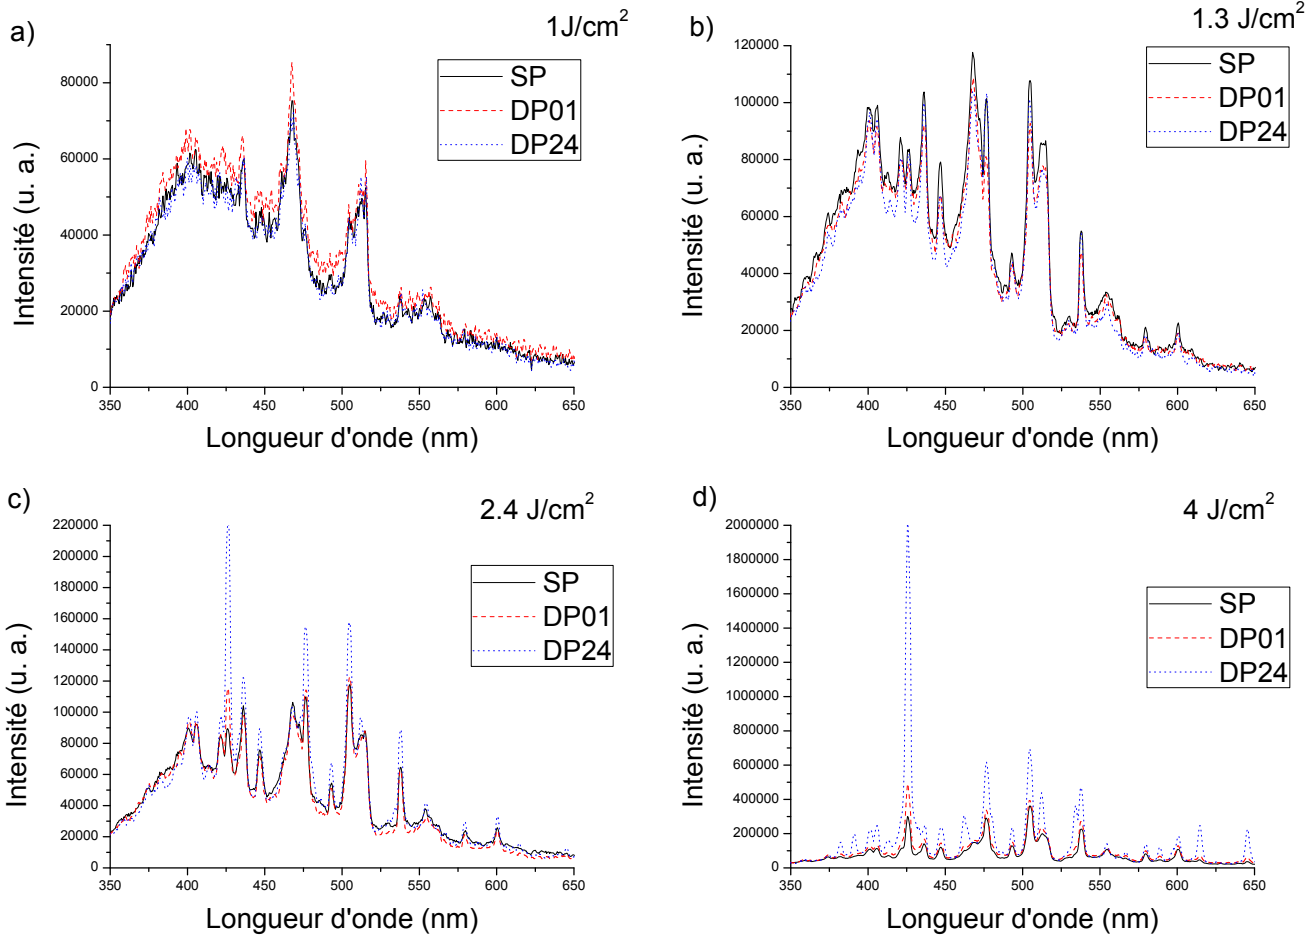 a)
1J/cm²
SP
DP01
DP24
Intensité (u. a.)
80000
60000
40000
20000
0
350
400
450
500
550
600
650
Longueur d'onde (nm)
b)
1.3 J/cm²
SP
DP01
DP24
Intensité (u. a.)
120000
100000
80000
60000
40000
20000
0
350
400
450
500
550
600
650
Longueur d'onde (nm)
c)
2.4 J/cm²
SP
DP01
DP24
Intensité (u. a.)
220000
200000
180000
160000
140000
120000
100000
80000
60000
40000
20000
0
350
400
450
500
550
600
650
Longueur d'onde (nm)
d)
4 J/cm²
SP
DP01
DP24
Intensité (u. a.)
2000000
1800000
1600000
1400000
1200000
1000000
800000
600000
400000
200000
0
350
400
450
500
550
600
650
Longueur d'onde (nm)